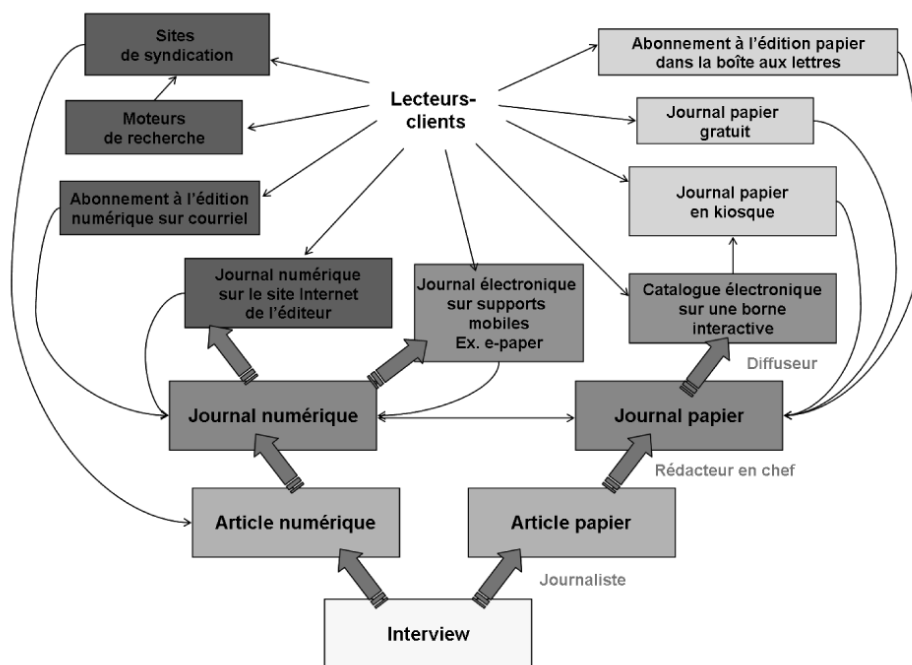 Sites
de syndication
Abonnement à l'édition papier
dans la boîte aux lettres
Lecteurs-
clients
Moteurs
de recherche
Journal papier
gratuit
Abonnement à l'édition
numérique sur courriel
Journal papier
en kiosque
Journal numérique
sur le site Internet
de l'éditeur
Journal électronique
sur supports
mobiles
Ex. e-paper
Catalogue électronique
sur une borne
interactive
Diffuseur
Journal numérique
Journal papier
Rédacteur en chef
Article numérique
Article papier
Journaliste
Interview